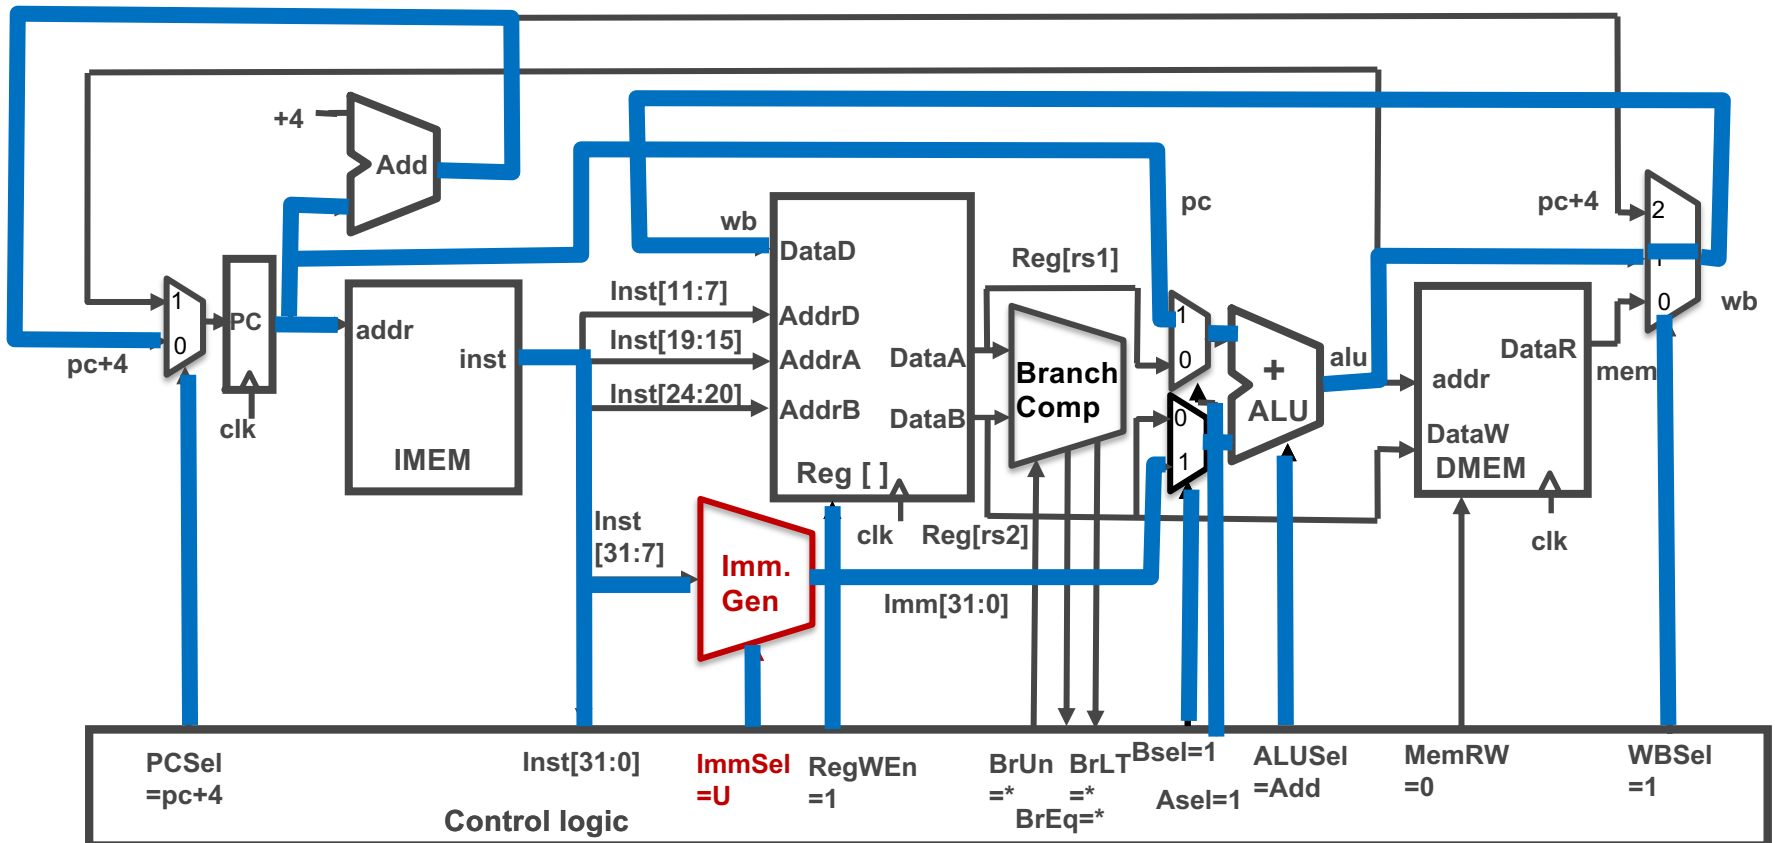 +4
Add
pc
pc+4
2
wb
DataD
Reg[rs1]
1
0
pc+4
PC
clk
addr
inst
IMEM
Inst[11:7]
Inst[19:15]
Inst[24:20]
AddrD
AddrA
AddrB
DataA
DataB
Reg [ ]
clk
Branch
Comp
1
0
0
1
+
ALU
alu
1
0
wb
DataR
mem
addr
DataW
DMEM
clk
Inst
[31:7]
Imm.
Gen
Reg[rs2]
Imm[31:0]
PCSel
=pc+4
Inst[31:0]
ImmSel
=U
RegWEn
=1
BrUn
=*
BrLT
=*
BrEq=*
Bsel=1
Asel=1
ALUSel
=Add
MemRW
=0
WBSel
=1
Control logic